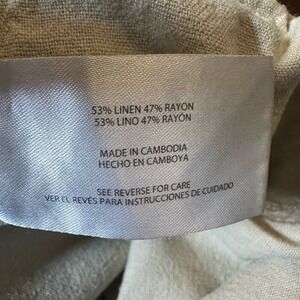 53% LINEN 47% RAYON
53% LINO 47% RAYÓN
MADE IN CAMBODIA
HECHO EN CAMBOYA
SEE REVERSE FOR CARE
VER EL REVÉS PARA INSTRUCCIONES DE CUIDADO